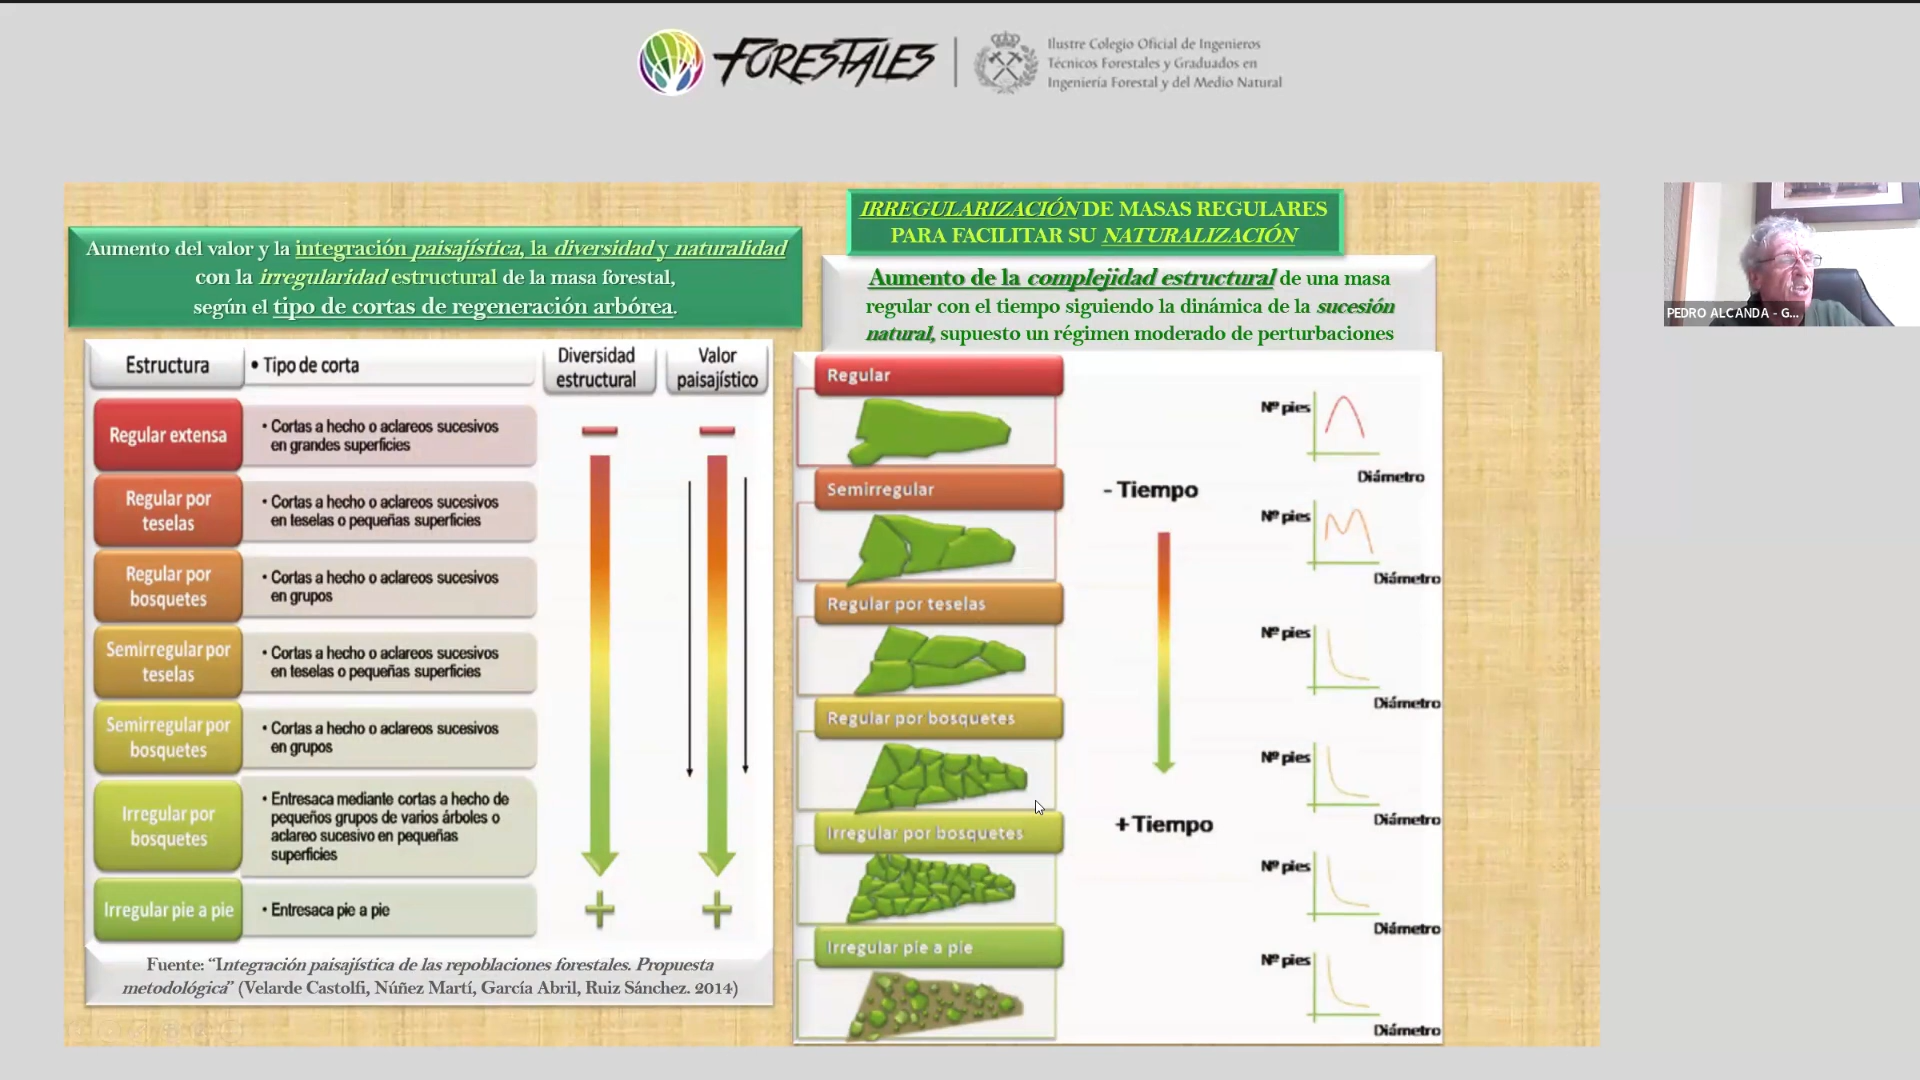 FORESTALES
Ilustre Colegio Oficial de Ingenieros
Técnicos Forestales y Graduados en
Ingeniería Forestal y del Medio Natural
Aumento del valor y la integración paisajística, la diversidad y naturalidad
con la irregularidad estructural de la masa forestal,
según el tipo de cortas de regeneración arbórea.
Estructura
• Tipo de corta
Diversidad
estructural
Valor
paisajístico
Regular extensa
• Cortas a hecho o aclareos sucesivos
en grandes superficies
Regular por
teselas
• Cortas a hecho o aclareos sucesivos
en teselas o pequeñas superficies
Regular por
bosquetes
• Cortas a hecho o aclareos sucesivos
en grupos
Semirregular por
teselas
• Cortas a hecho o aclareos sucesivos
en teselas o pequeñas superficies
Semirregular por
bosquetes
• Cortas a hecho o aclareos sucesivos
en grupos
Irregular por
bosquetes
• Entresaca mediante cortas a hecho de
pequeños grupos de varios árboles o
aclareo sucesivo en pequeñas
superficies
Irregular pie a pie
• Entresaca pie a pie
Fuente: “Integración paisajística de las repoblaciones forestales. Propuesta
metodológica” (Velarde Castolfi, Núñez Martí, García Abril, Ruiz Sánchez. 2014)
IRREGULARIZACIÓN DE MASAS REGULARES
PARA FACILITAR SU NATURALIZACIÓN
Aumento de la complejidad estructural de una masa
regular con el tiempo siguiendo la dinámica de la sucesión
natural, supuesto un régimen moderado de perturbaciones
Regular
Nº pies
Diámetro
Semirregular
- Tiempo
Nº pies
Diámetro
Regular por teselas
Nº pies
Diámetro
Regular por bosquetes
Nº pies
Diámetro
Irregular por bosquetes
+ Tiempo
Nº pies
Diámetro
Irregular pie a pie
Nº pies
Diámetro
PEDRO ALCANDA - G...